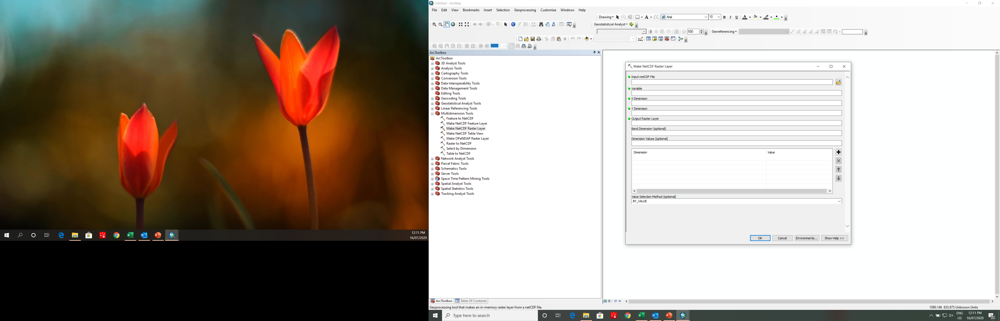 12:11 PM
16/07/2020
Untitled - ArcMap
File Edit View Bookmarks Insert Selection Geoprocessing Customize Windows Help
Drawing Arial 10 B I U A
Geostatistical Analyst
500 Georeferencing
ArcToolbox
ArcToolbox
3D Analyst Tools
Analysis Tools
Cartography Tools
Conversion Tools
Data Interoperability Tools
Data Management Tools
Editing Tools
Geocoding Tools
Geostatistical Analyst Tools
Linear Referencing Tools
Multidimension Tools
Feature to NetCDF
Make NetCDF Feature Layer
Make NetCDF Raster Layer
Make NetCDF Table View
Make OPeNDAP Raster Layer
Raster to NetCDF
Select by Dimension
Table to NetCDF
Network Analyst Tools
Parcel Fabric Tools
Schematics Tools
Server Tools
Space Time Pattern Mining Tools
Spatial Analyst Tools
Spatial Statistics Tools
Tracking Analyst Tools
ArcToolbox Table Of Contents
Geoprocessing tool that makes an in-memory raster layer from a netCDF file.
Make NetCDF Raster Layer
Input netCDF File
Variable
X Dimension
Y Dimension
Output Raster Layer
Band Dimension (optional)
Dimension Values (optional)
Dimension Value
Value Selection Method (optional)
BY_VALUE
OK Cancel Environments... Show Help >>
1090.146 653.975 Unknown Units
Type here to search
ENG
US
12:11 PM
16/07/2020
22